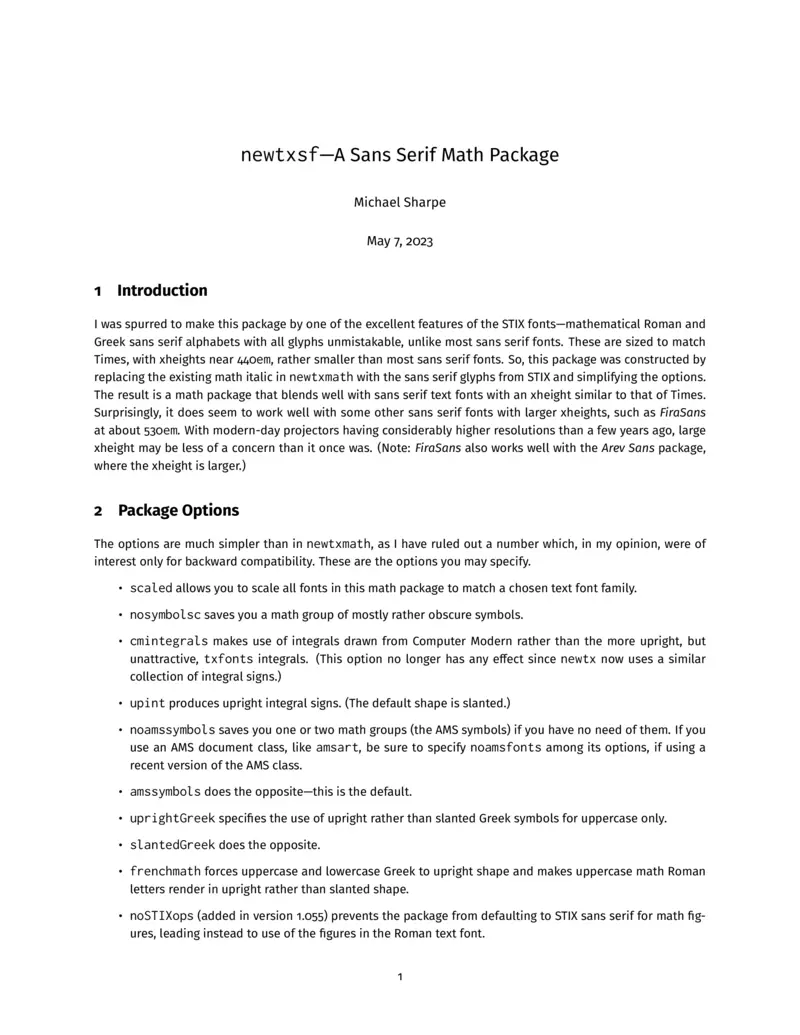 newtxsf—A Sans Serif Math Package
Michael Sharpe
May 7, 2023
1 Introduction
I was spurred to make this package by one of the excellent features of the STIX fonts—mathematical Roman and
Greek sans serif alphabets with all glyphs unmistakable, unlike most sans serif fonts. These are sized to match
Times, with xheights near 440em, rather smaller than most sans serif fonts. So, this package was constructed by
replacing the existing math italic in newtxmath with the sans serif glyphs from STIX and simplifying the options.
The result is a math package that blends well with sans serif text fonts with an xheight similar to that of Times.
Surprisingly, it does seem to work well with some other sans serif fonts with larger xheights, such as FiraSans
at about 530em. With modern-day projectors having considerably higher resolutions than a few years ago, large
xheight may be less of a concern than it once was. (Note: FiraSans also works well with the Arev Sans package,
where the xheight is larger.)
2 Package Options
The options are much simpler than in newtxmath, as I have ruled out a number which, in my opinion, were of
interest only for backward compatibility. These are the options you may specify.
• scaled allows you to scale all fonts in this math package to match a chosen text font family.
• nosymbolsc saves you a math group of mostly rather obscure symbols.
• cmintegrals makes use of integrals drawn from Computer Modern rather than the more upright, but
unattractive, txfonts integrals. (This option no longer has any effect since newtx now uses a similar
collection of integral signs.)
• upint produces upright integral signs. (The default shape is slanted.)
• noamssymbols saves you one or two math groups (the AMS symbols) if you have no need of them. If you
use an AMS document class, like amsart, be sure to specify noamsfonts among its options, if using a
recent version of the AMS class.
• amssymbols does the opposite—this is the default.
• uprightGreek specifies the use of upright rather than slanted Greek symbols for uppercase only.
• slantedGreek does the opposite.
• frenchmath forces uppercase and lowercase Greek to upright shape and makes uppercase math Roman
letters render in upright rather than slanted shape.
• noSTIXops (added in version 1.055) prevents the package from defaulting to STIX sans serif for math fig-
ures, leading instead to use of the figures in the Roman text font.
1